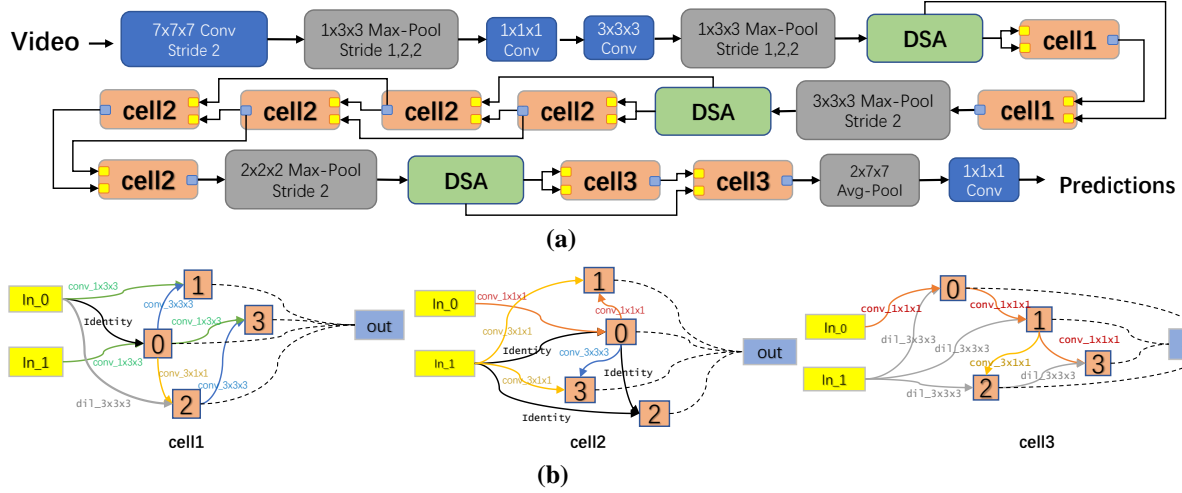 Video
7x7x7 Conv
Stride 2
1x3x3 Max-Pool
Stride 1,2,2
1x1x1
Conv
3x3x3
Conv
1x3x3 Max-Pool
Stride 1,2,2
DSA
cell1
cell2
cell2
cell2
cell2
DSA
3x3x3 Max-Pool
Stride 2
cell1
cell2
2x2x2 Max-Pool
Stride 2
DSA
cell3
cell3
2x7x7
Avg-Pool
1x1x1
Conv
Predictions
(a)
In_0
In_1
conv_1x3x3
Identity
conv_1x3x3
dil_3x3x3
conv_3x3x3
conv_1x3x3
conv_3x1x1
conv_3x3x3
0
1
2
3
out
cell1
In_0
In_1
conv_1x1x1
conv_3x1x1
Identity
conv_3x1x1
Identity
conv_1x1x1
conv_3x3x3
Identity
0
1
2
3
out
cell2
In_0
In_1
conv_1x1x1
dil_3x3x3
dil_3x3x3
dil_3x3x3
conv_1x1x1
conv_3x1x1
conv_1x1x1
dil_3x3x3
0
1
2
3
cell3
(b)